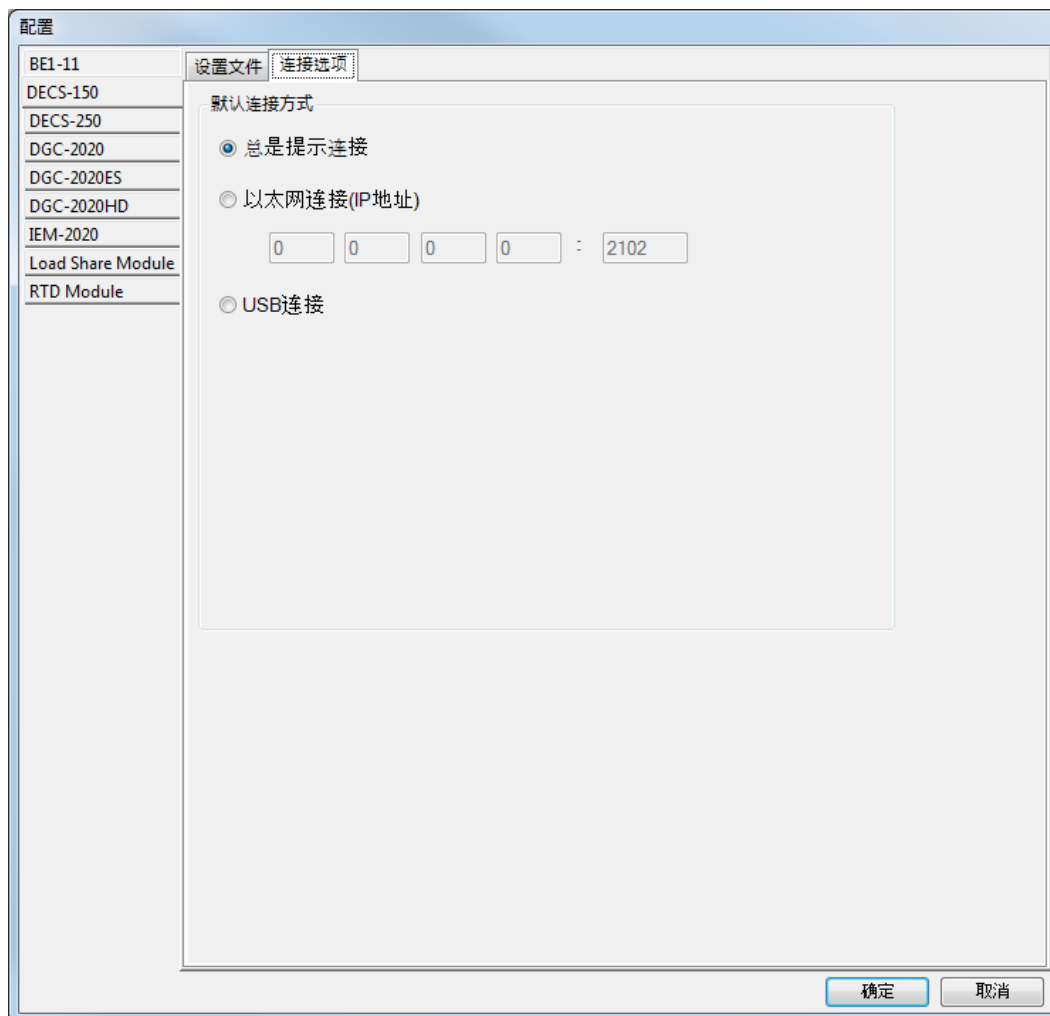 配置
BE1-11
DECS-150
DECS-250
DGC-2020
DGC-2020ES
DGC-2020HD
IEM-2020
Load Share Module
RTD Module
设置文件 连接选项
默认连接方式
总是提示连接
以太网连接(IP地址)
0 0 0 0 : 2102
USB连接
确定 取消